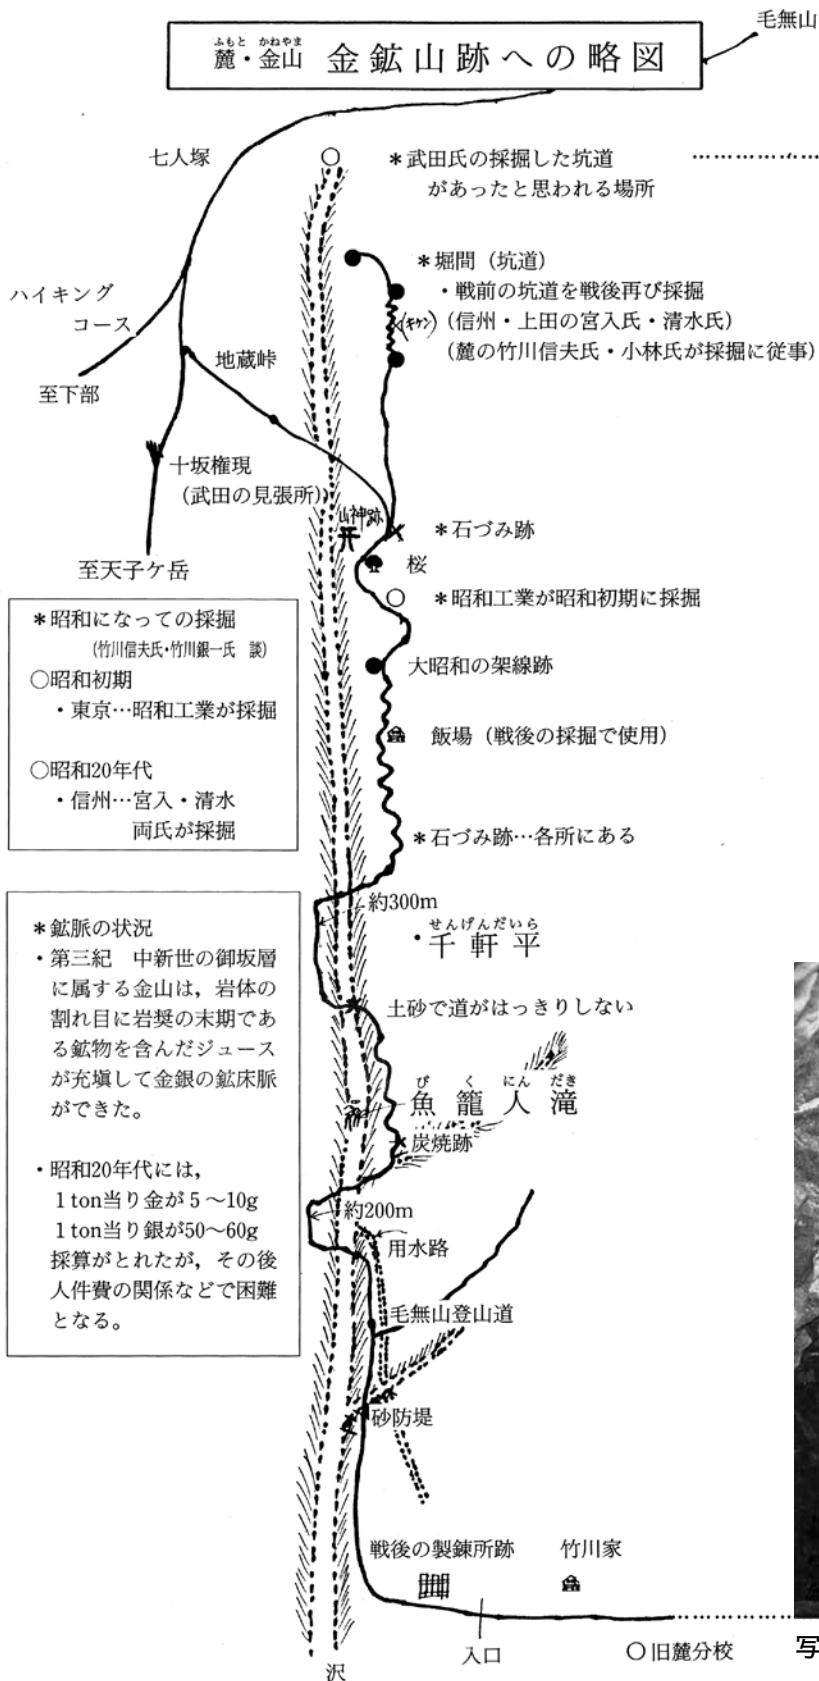 毛無山
ふもと かねやま
麓・金山 金鉱山跡への略図
七人塚
＊武田氏の採掘した坑道
があったと思われる場所
＊堀間（坑道）
・戦前の坑道を戦後再び採掘
（キケン）
（信州・上田の宮入氏・清水氏）
（麓の竹川信夫氏・小林氏が採掘に従事）
ハイキング
コース
至下部
地蔵峠
十坂権現
（武田の見張所）
至天子ケ岳
山神跡
＊石づみ跡
桜
＊昭和工業が昭和初期に採掘
大昭和の架線跡
飯場（戦後の採掘で使用）
＊石づみ跡…各所にある
＊昭和になっての採掘
（竹川信夫氏・竹川銀一氏 談）
○昭和初期
・東京…昭和工業が採掘
○昭和20年代
・信州…宮入・清水
両氏が採掘
約300m
せんげんだいら
・千軒平
土砂で道がはっきりしない
びくにんだき
魚籠人滝
炭焼跡
＊鉱脈の状況
・第三紀 中新世の御坂層
に属する金山は，岩体の
割れ目に岩奨の末期であ
る鉱物を含んだジュース
が充塡して金銀の鉱床脈
ができた。
・昭和20年代には，
1ton当り金が5～10g
1ton当り銀が50～60g
採算がとれたが，その後
人件費の関係などで困難
となる。
約200m
用水路
毛無山登山道
砂防堤
戦後の製錬所跡
竹川家
入口
○旧麓分校
沢
写